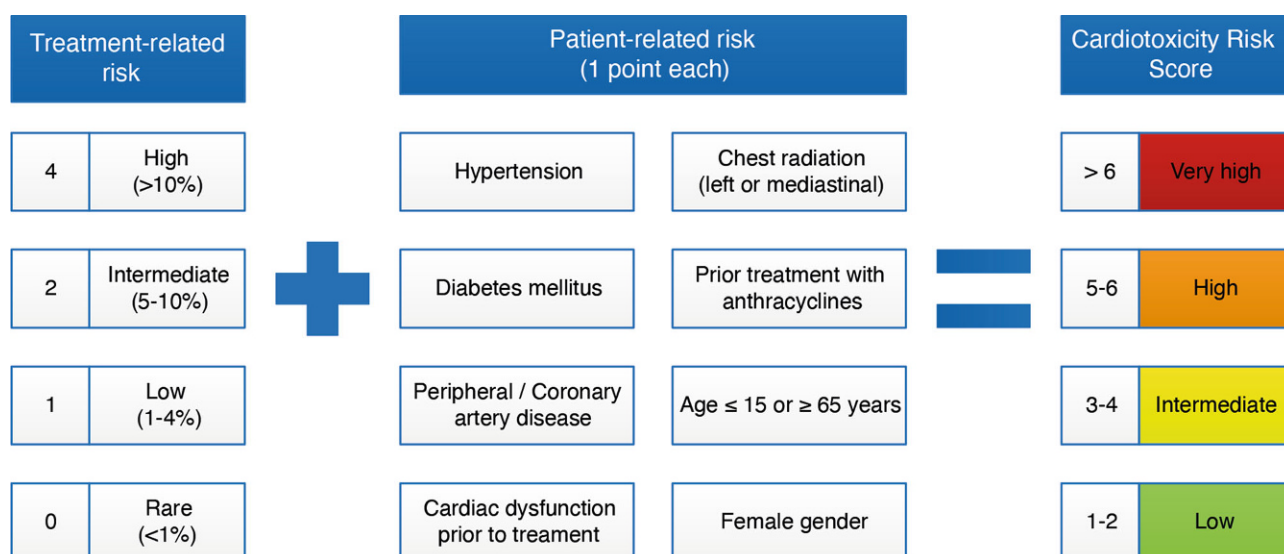 Treatment-related
risk
Patient-related risk
(1 point each)
Cardiotoxicity Risk
Score
4
High
(>10%)
Hypertension
Chest radiation
(left or mediastinal)
> 6
Very high
2
Intermediate
(5-10%)
Diabetes mellitus
Prior treatment with
anthracyclines
5-6
High
1
Low
(1-4%)
Peripheral / Coronary
artery disease
Age ≤ 15 or ≥ 65 years
3-4
Intermediate
0
Rare
(<1%)
Cardiac dysfunction
prior to treament
Female gender
1-2
Low